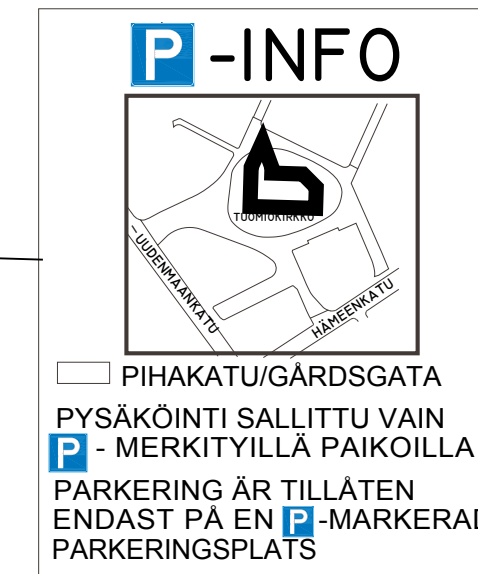 P -INFO
TUOMIOKIRKKO
UUDENMAANKATU
HÄMEENKATU
PIHAKATU/GÅRDSGATA
PYSÄKÖINTI SALLITTU VAIN
P - MERKITYILLÄ PAIKOILLA
PARKERING ÄR TILLÅTEN
ENDAST PÅ EN P -MARKERAD
PARKERINGSPLATS